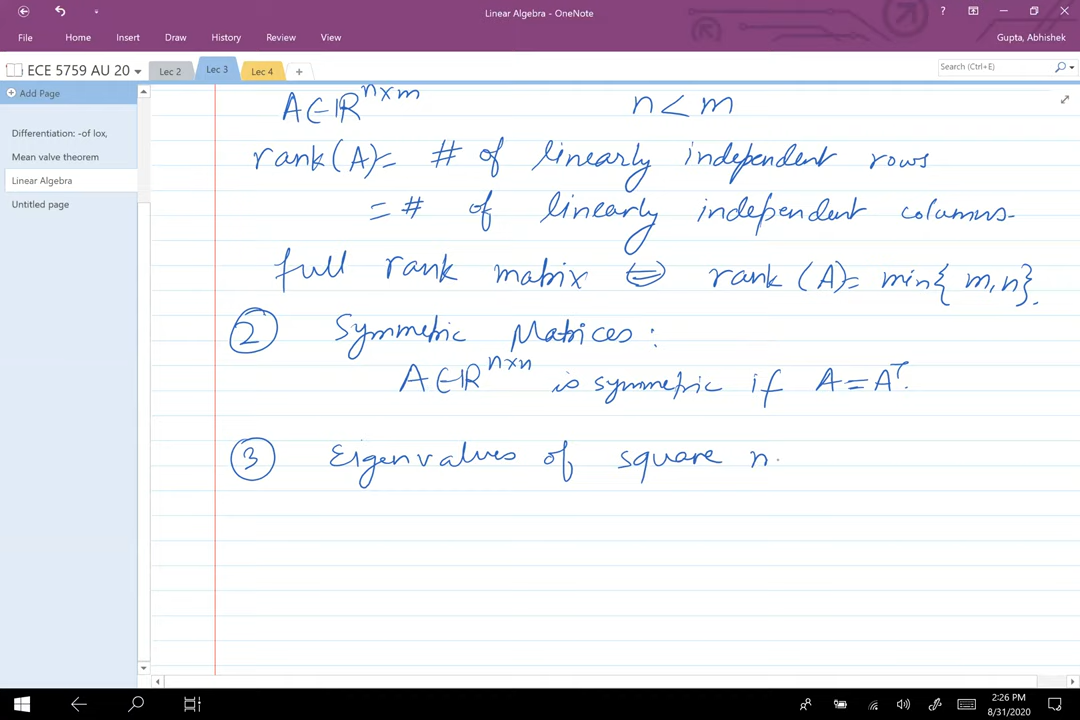 Linear Algebra - OneNote
?
File Home Insert Draw History Review View
Gupta, Abhishek
ECE 5759 AU 20 Lec 2 Lec 3 Lec 4 +
Search (Ctrl+E)
Add Page
Differentiation: -of lox,
Mean valve theorem
Linear Algebra
Untitled page
A ∈ ℝ^{n×m} n < m
rank(A) = # of linearly independent rows
= # of linearly independent columns.
full rank matrix ⇔ rank (A) = min{ m, n}.
② Symmetric Matrices :
A ∈ ℝ^{n×n} is symmetric if A = Aᵀ.
③ Eigenvalues of square
2:26 PM
8/31/2020